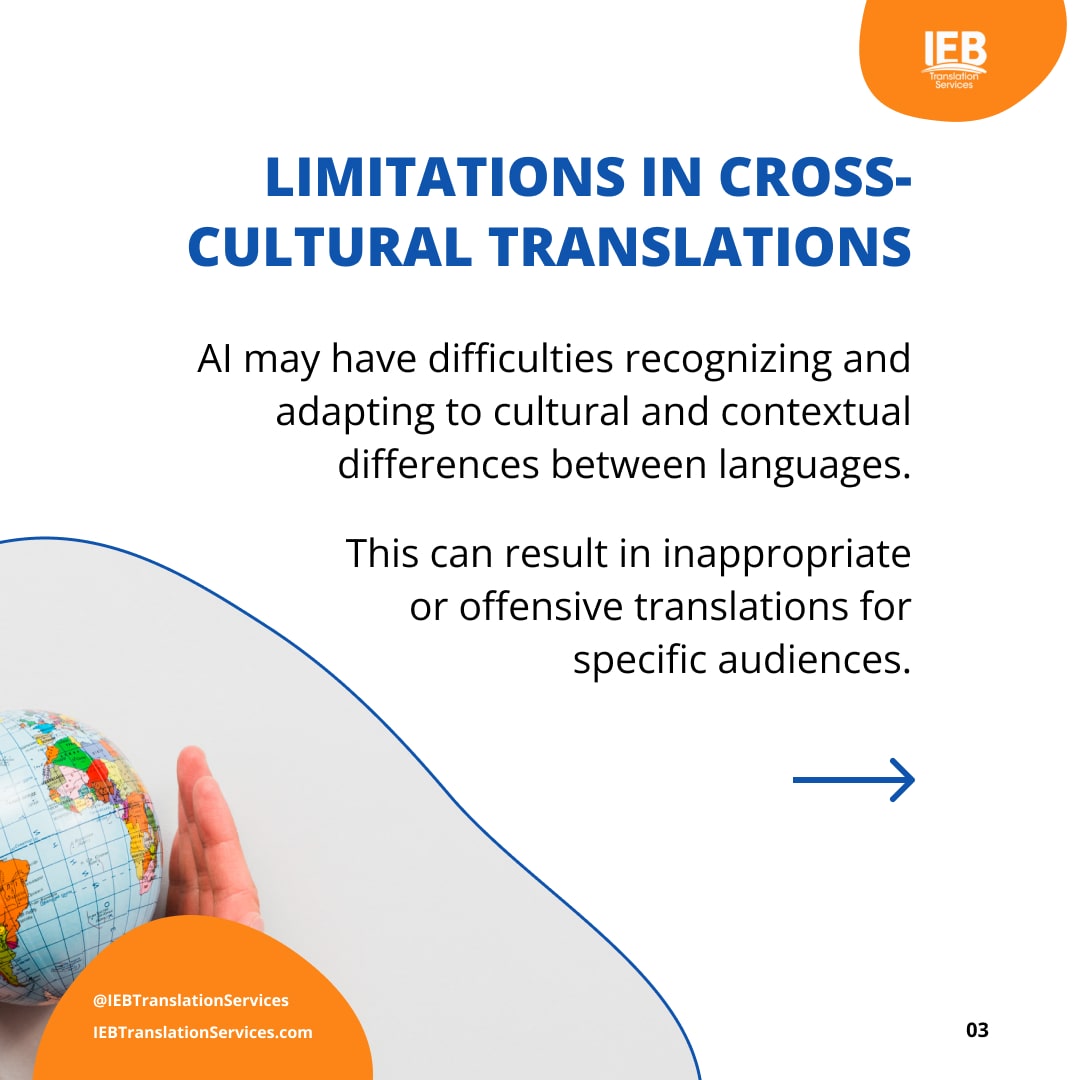 IEB
Translation
Services
LIMITATIONS IN CROSS-
CULTURAL TRANSLATIONS
AI may have difficulties recognizing and
adapting to cultural and contextual
differences between languages.
This can result in inappropriate
or offensive translations for
specific audiences.
@IEBTranslationServices
IEBTranslationServices.com
03